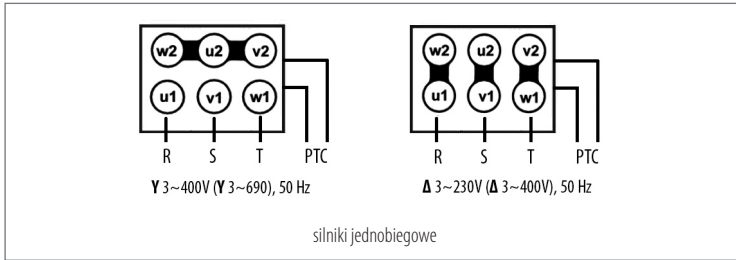 w2 u2 v2 w2 u2 v2
u1 v1 w1 u1 v1 w1
R S T PTC R S T PTC
Y 3~400V (Y 3~690), 50 Hz Δ 3~230V (Δ 3~400V), 50 Hz
silniki jednobiegowe